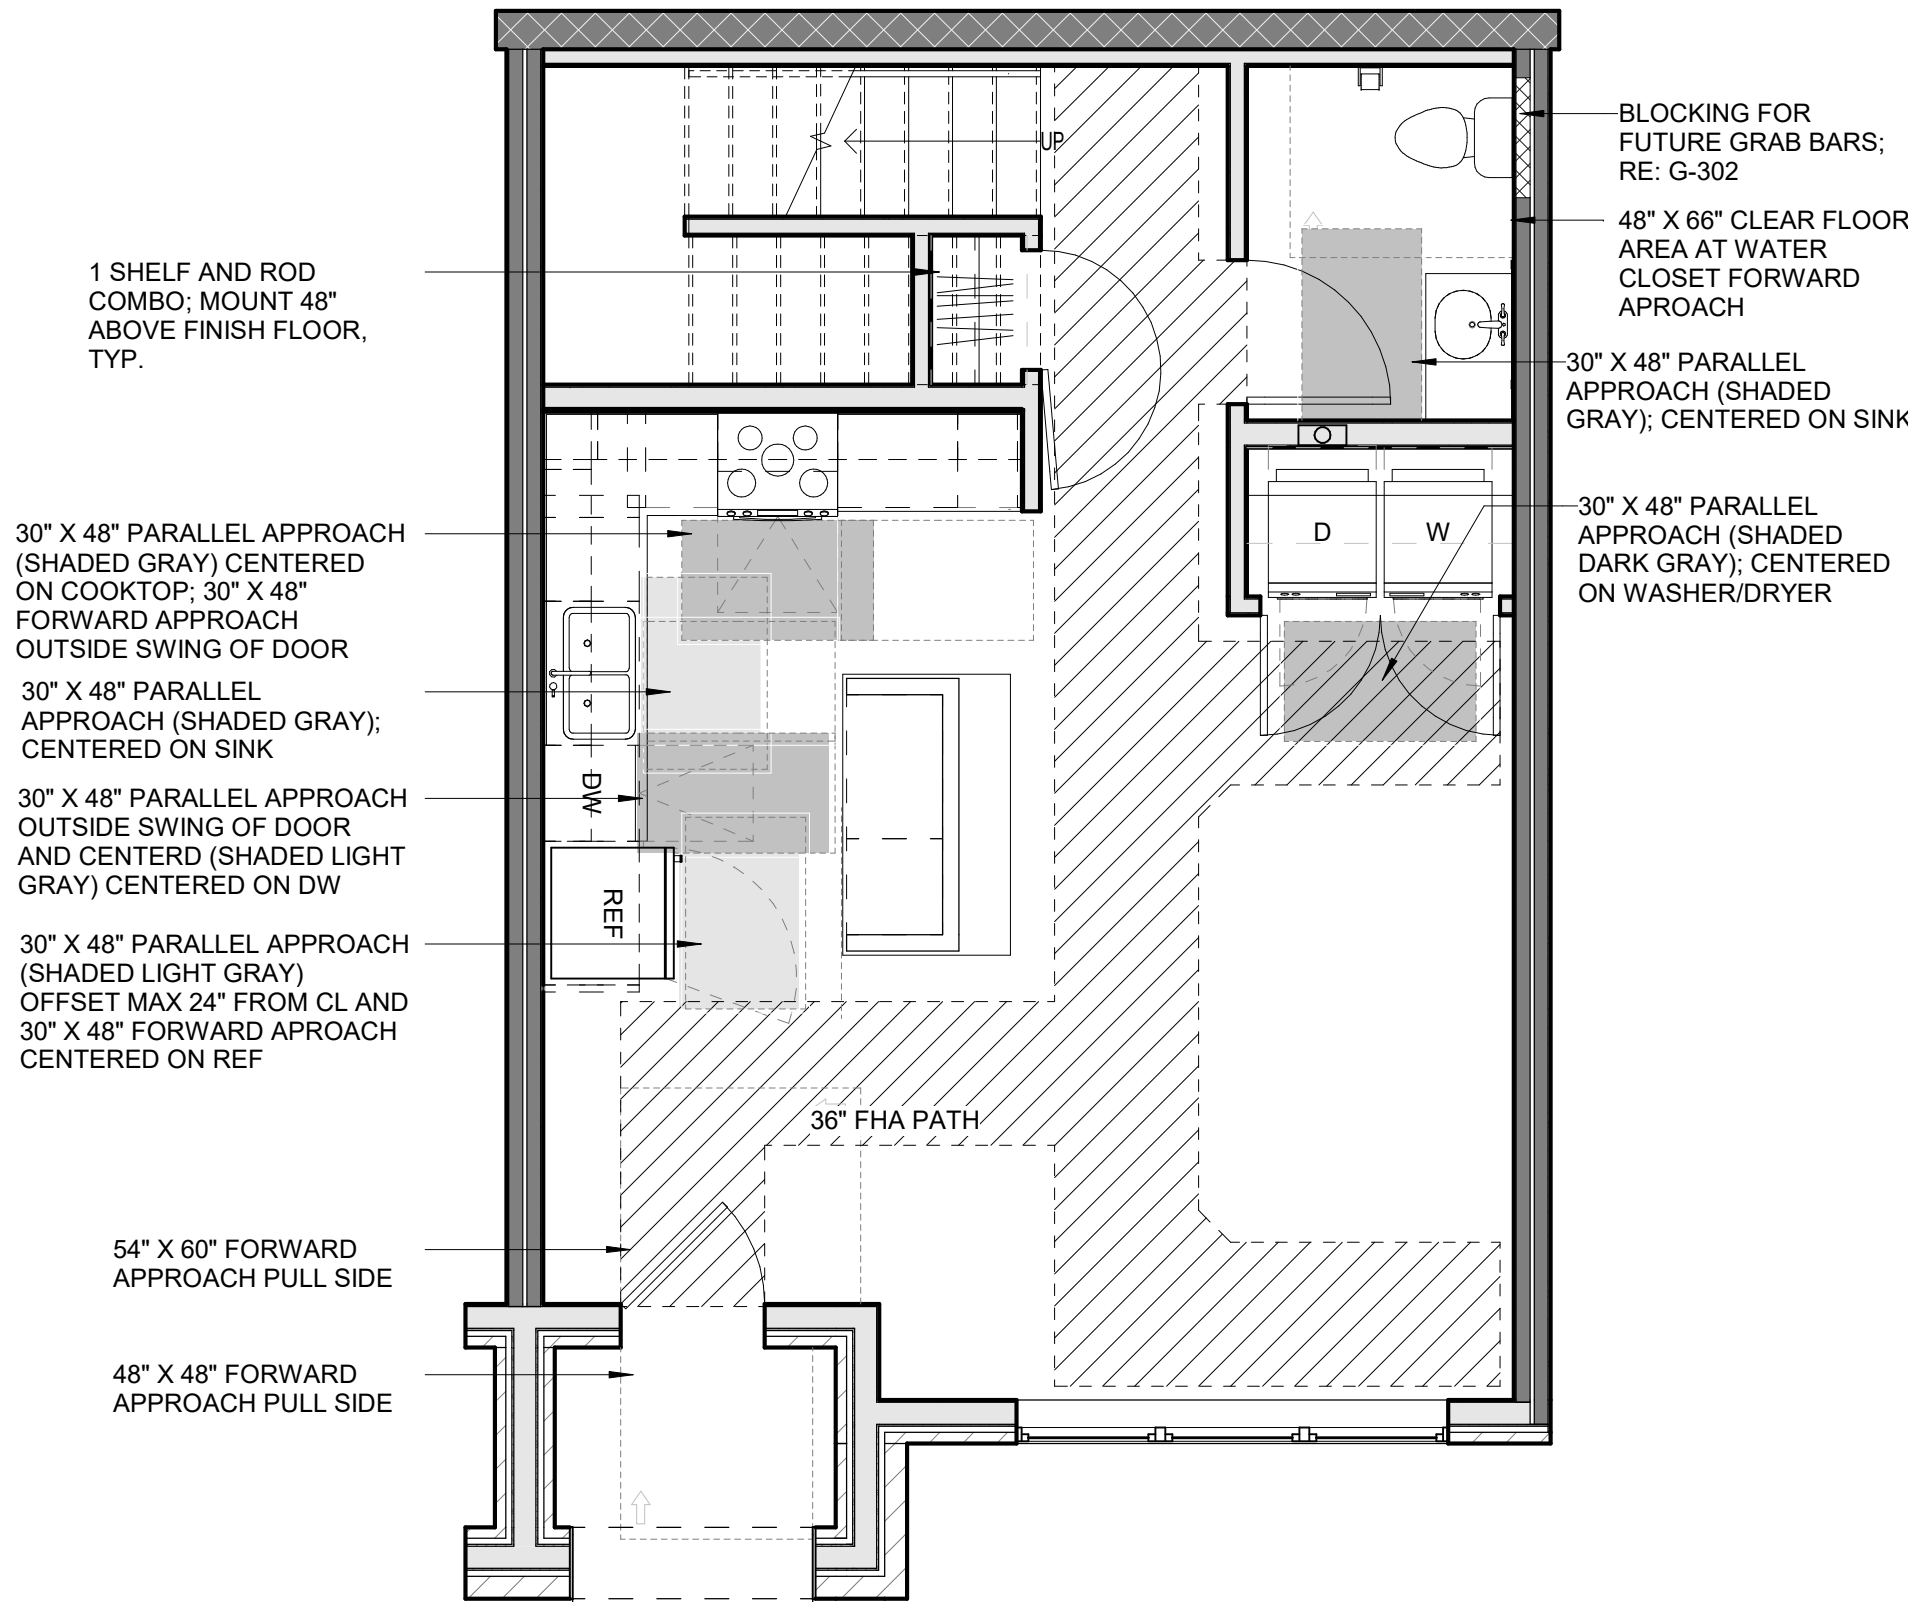 UP
BLOCKING FOR
FUTURE GRAB BARS;
RE: G-302
48" X 66" CLEAR FLOOR
AREA AT WATER
CLOSET FORWARD
APROACH
1 SHELF AND ROD
COMBO; MOUNT 48"
ABOVE FINISH FLOOR,
TYP.
30" X 48" PARALLEL
APPROACH (SHADED
GRAY); CENTERED ON SINK
30" X 48" PARALLEL APPROACH
(SHADED GRAY) CENTERED
ON COOKTOP; 30" X 48"
FORWARD APPROACH
OUTSIDE SWING OF DOOR
D
W
30" X 48" PARALLEL
APPROACH (SHADED
DARK GRAY); CENTERED
ON WASHER/DRYER
30" X 48" PARALLEL
APPROACH (SHADED GRAY);
CENTERED ON SINK
DW
30" X 48" PARALLEL APPROACH
OUTSIDE SWING OF DOOR
AND CENTERD (SHADED LIGHT
GRAY) CENTERED ON DW
REF
30" X 48" PARALLEL APPROACH
(SHADED LIGHT GRAY)
OFFSET MAX 24" FROM CL AND
30" X 48" FORWARD APROACH
CENTERED ON REF
36" FHA PATH
54" X 60" FORWARD
APPROACH PULL SIDE
48" X 48" FORWARD
APPROACH PULL SIDE